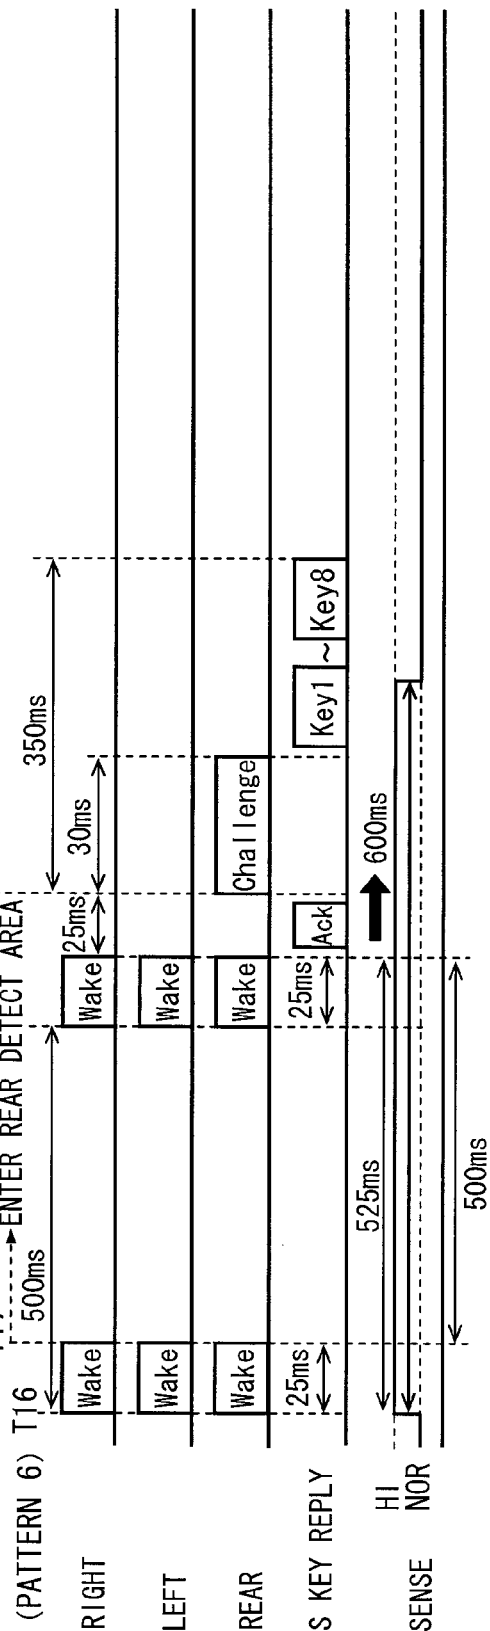 (PATTERN 6) T16
ENTER REAR DETECT AREA
500ms
350ms
25ms
30ms
RIGHT
Wake
Wake
LEFT
Wake
Wake
REAR
Wake
Wake
Challenge
S KEY REPLY
25ms
25ms
Ack
Key1 ~ Key8
525ms
600ms
HI
NOR
SENSE
500ms